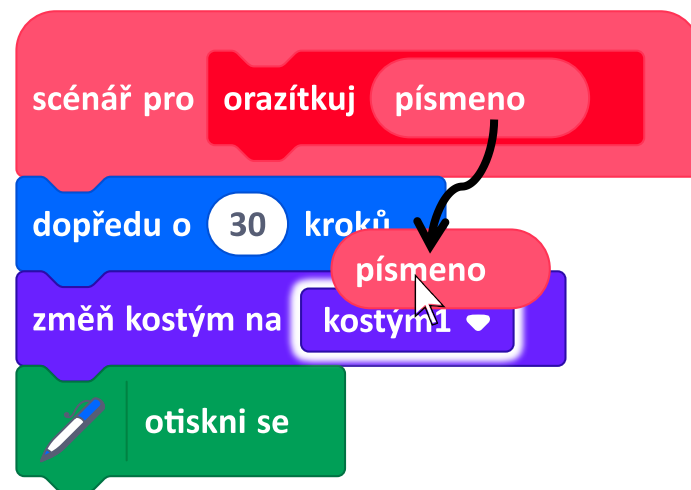 scénář pro orazítkuj písmeno
dopředu o 30 kroků
písmeno
změň kostým na kostým1
otiskni se